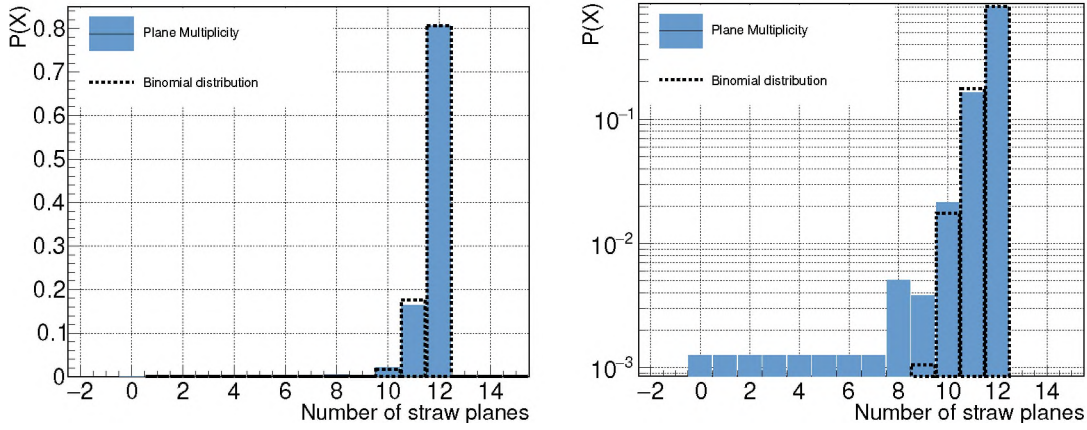 P(X)
Plane Multiplicity
Binomial distribution
0.8
0.7
0.6
0.5
0.4
0.3
0.2
0.1
0
−2 0 2 4 6 8 10 12 14
Number of straw planes
P(X)
Plane Multiplicity
Binomial distribution
10−1
10−2
10−3
−2 0 2 4 6 8 10 12 14
Number of straw planes